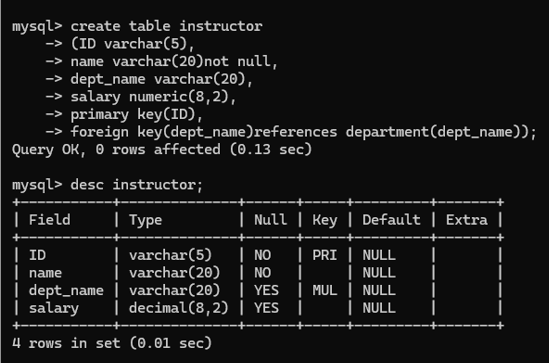 mysql> create table instructor
    -> (ID varchar(5),
    -> name varchar(20)not null,
    -> dept_name varchar(20),
    -> salary numeric(8,2),
    -> primary key(ID),
    -> foreign key(dept_name)references department(dept_name));
Query OK, 0 rows affected (0.13 sec)

mysql> desc instructor;
+-----------+--------------+------+-----+---------+-------+
| Field     | Type         | Null | Key | Default | Extra |
+-----------+--------------+------+-----+---------+-------+
| ID        | varchar(5)   | NO   | PRI | NULL    |       |
| name      | varchar(20)  | NO   |     | NULL    |       |
| dept_name | varchar(20)  | YES  | MUL | NULL    |       |
| salary    | decimal(8,2) | YES  |     | NULL    |       |
+-----------+--------------+------+-----+---------+-------+
4 rows in set (0.01 sec)